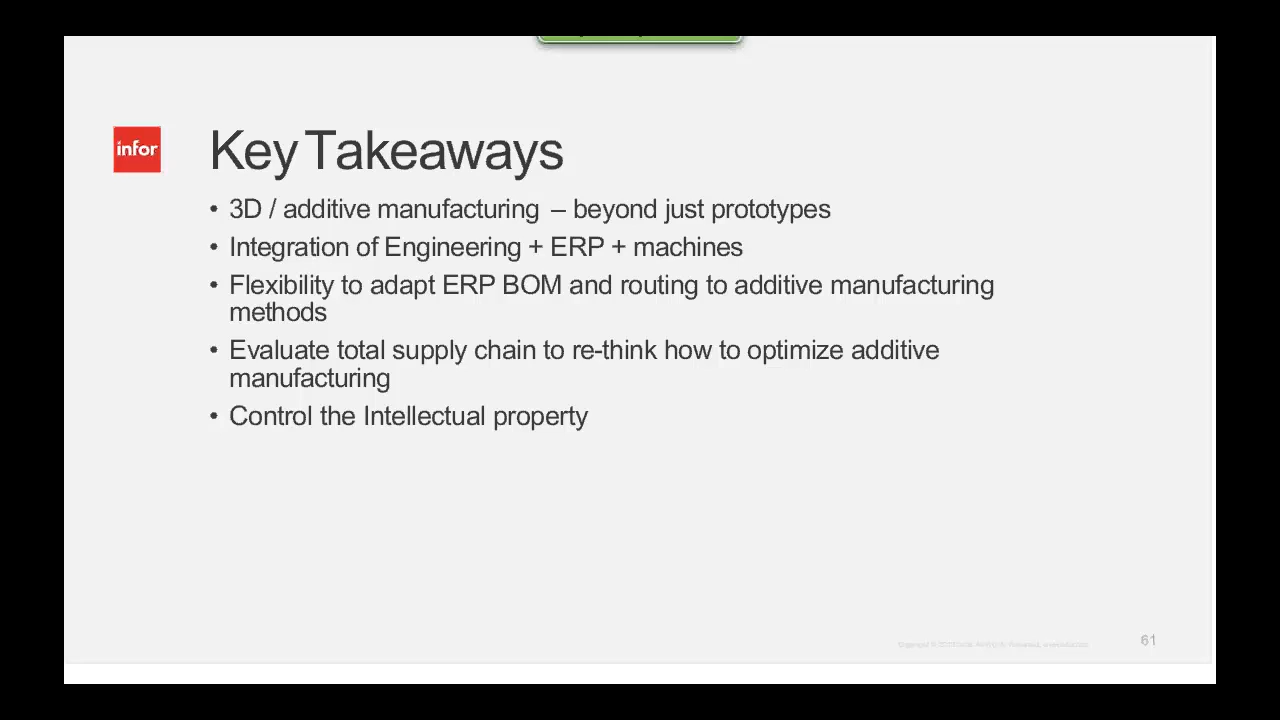 infor
Key Takeaways
• 3D / additive manufacturing – beyond just prototypes
• Integration of Engineering + ERP + machines
• Flexibility to adapt ERP BOM and routing to additive manufacturing
methods
• Evaluate total supply chain to re-think how to optimize additive
manufacturing
• Control the Intellectual property
61